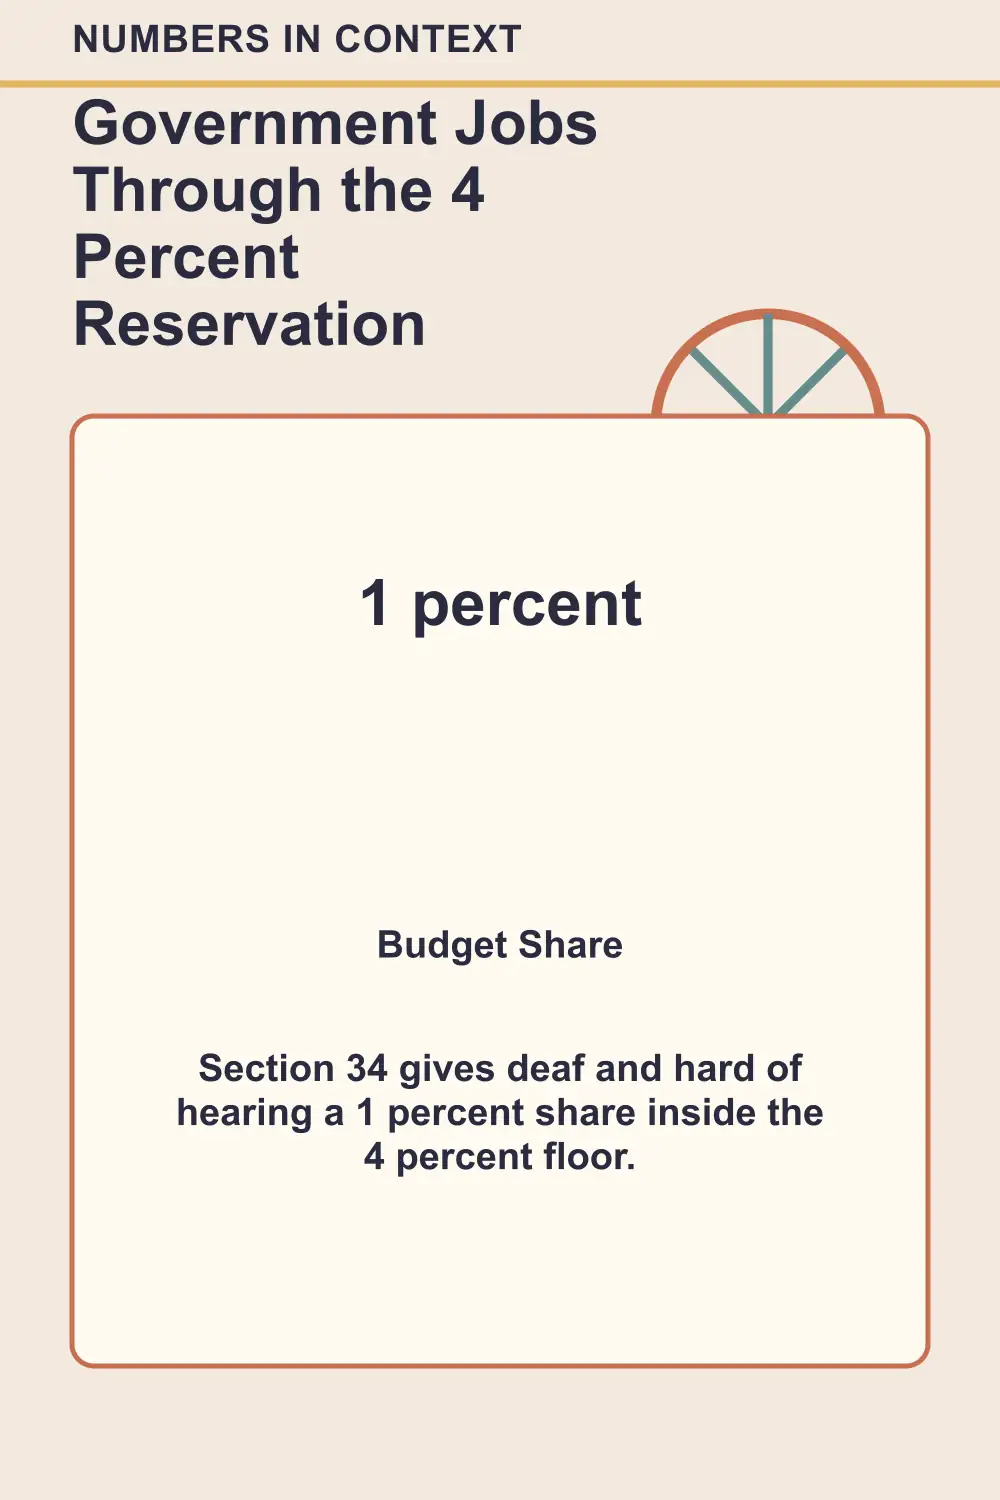 NUMBERS IN CONTEXT
Government Jobs
Through the 4
Percent
Reservation
1 percent
Budget Share
Section 34 gives deaf and hard of
hearing a 1 percent share inside the
4 percent floor.